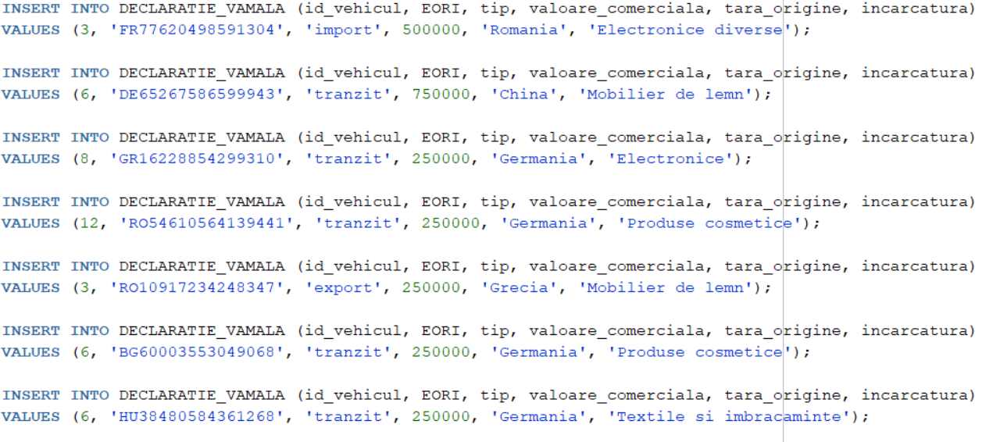 INSERT INTO DECLARATIE_VAMALA (id_vehicul, EORI, tip, valoare_comerciala, tara_origine, incarcatura)
VALUES (3, 'FR77620498591304', 'import', 500000, 'Romania', 'Electronice diverse');
INSERT INTO DECLARATIE_VAMALA (id_vehicul, EORI, tip, valoare_comerciala, tara_origine, incarcatura)
VALUES (6, 'DE65267586599943', 'tranzit', 750000, 'China', 'Mobilier de lemn');
INSERT INTO DECLARATIE_VAMALA (id_vehicul, EORI, tip, valoare_comerciala, tara_origine, incarcatura)
VALUES (8, 'GR16228854299310', 'tranzit', 250000, 'Germania', 'Electronice');
INSERT INTO DECLARATIE_VAMALA (id_vehicul, EORI, tip, valoare_comerciala, tara_origine, incarcatura)
VALUES (12, 'RO54610564139441', 'tranzit', 250000, 'Germania', 'Produse cosmetice');
INSERT INTO DECLARATIE_VAMALA (id_vehicul, EORI, tip, valoare_comerciala, tara_origine, incarcatura)
VALUES (3, 'RO10917234248347', 'export', 250000, 'Grecia', 'Mobilier de lemn');
INSERT INTO DECLARATIE_VAMALA (id_vehicul, EORI, tip, valoare_comerciala, tara_origine, incarcatura)
VALUES (6, 'BG60003553049068', 'tranzit', 250000, 'Germania', 'Produse cosmetice');
INSERT INTO DECLARATIE_VAMALA (id_vehicul, EORI, tip, valoare_comerciala, tara_origine, incarcatura)
VALUES (6, 'HU38480584361268', 'tranzit', 250000, 'Germania', 'Textile si imbracaminte');